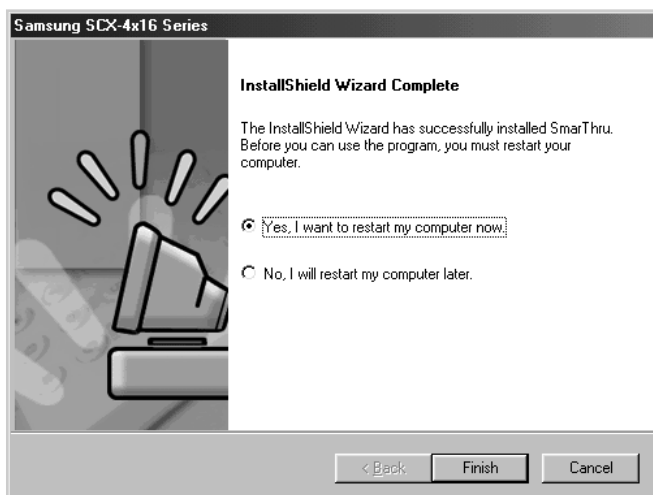 Samsung SCX-4x16 Series
InstallShield Wizard Complete
The InstallShield Wizard has successfully installed SmarThru.
Before you can use the program, you must restart your
computer.
Yes, I want to restart my computer now.
No, I will restart my computer later.
< Back
Finish
Cancel